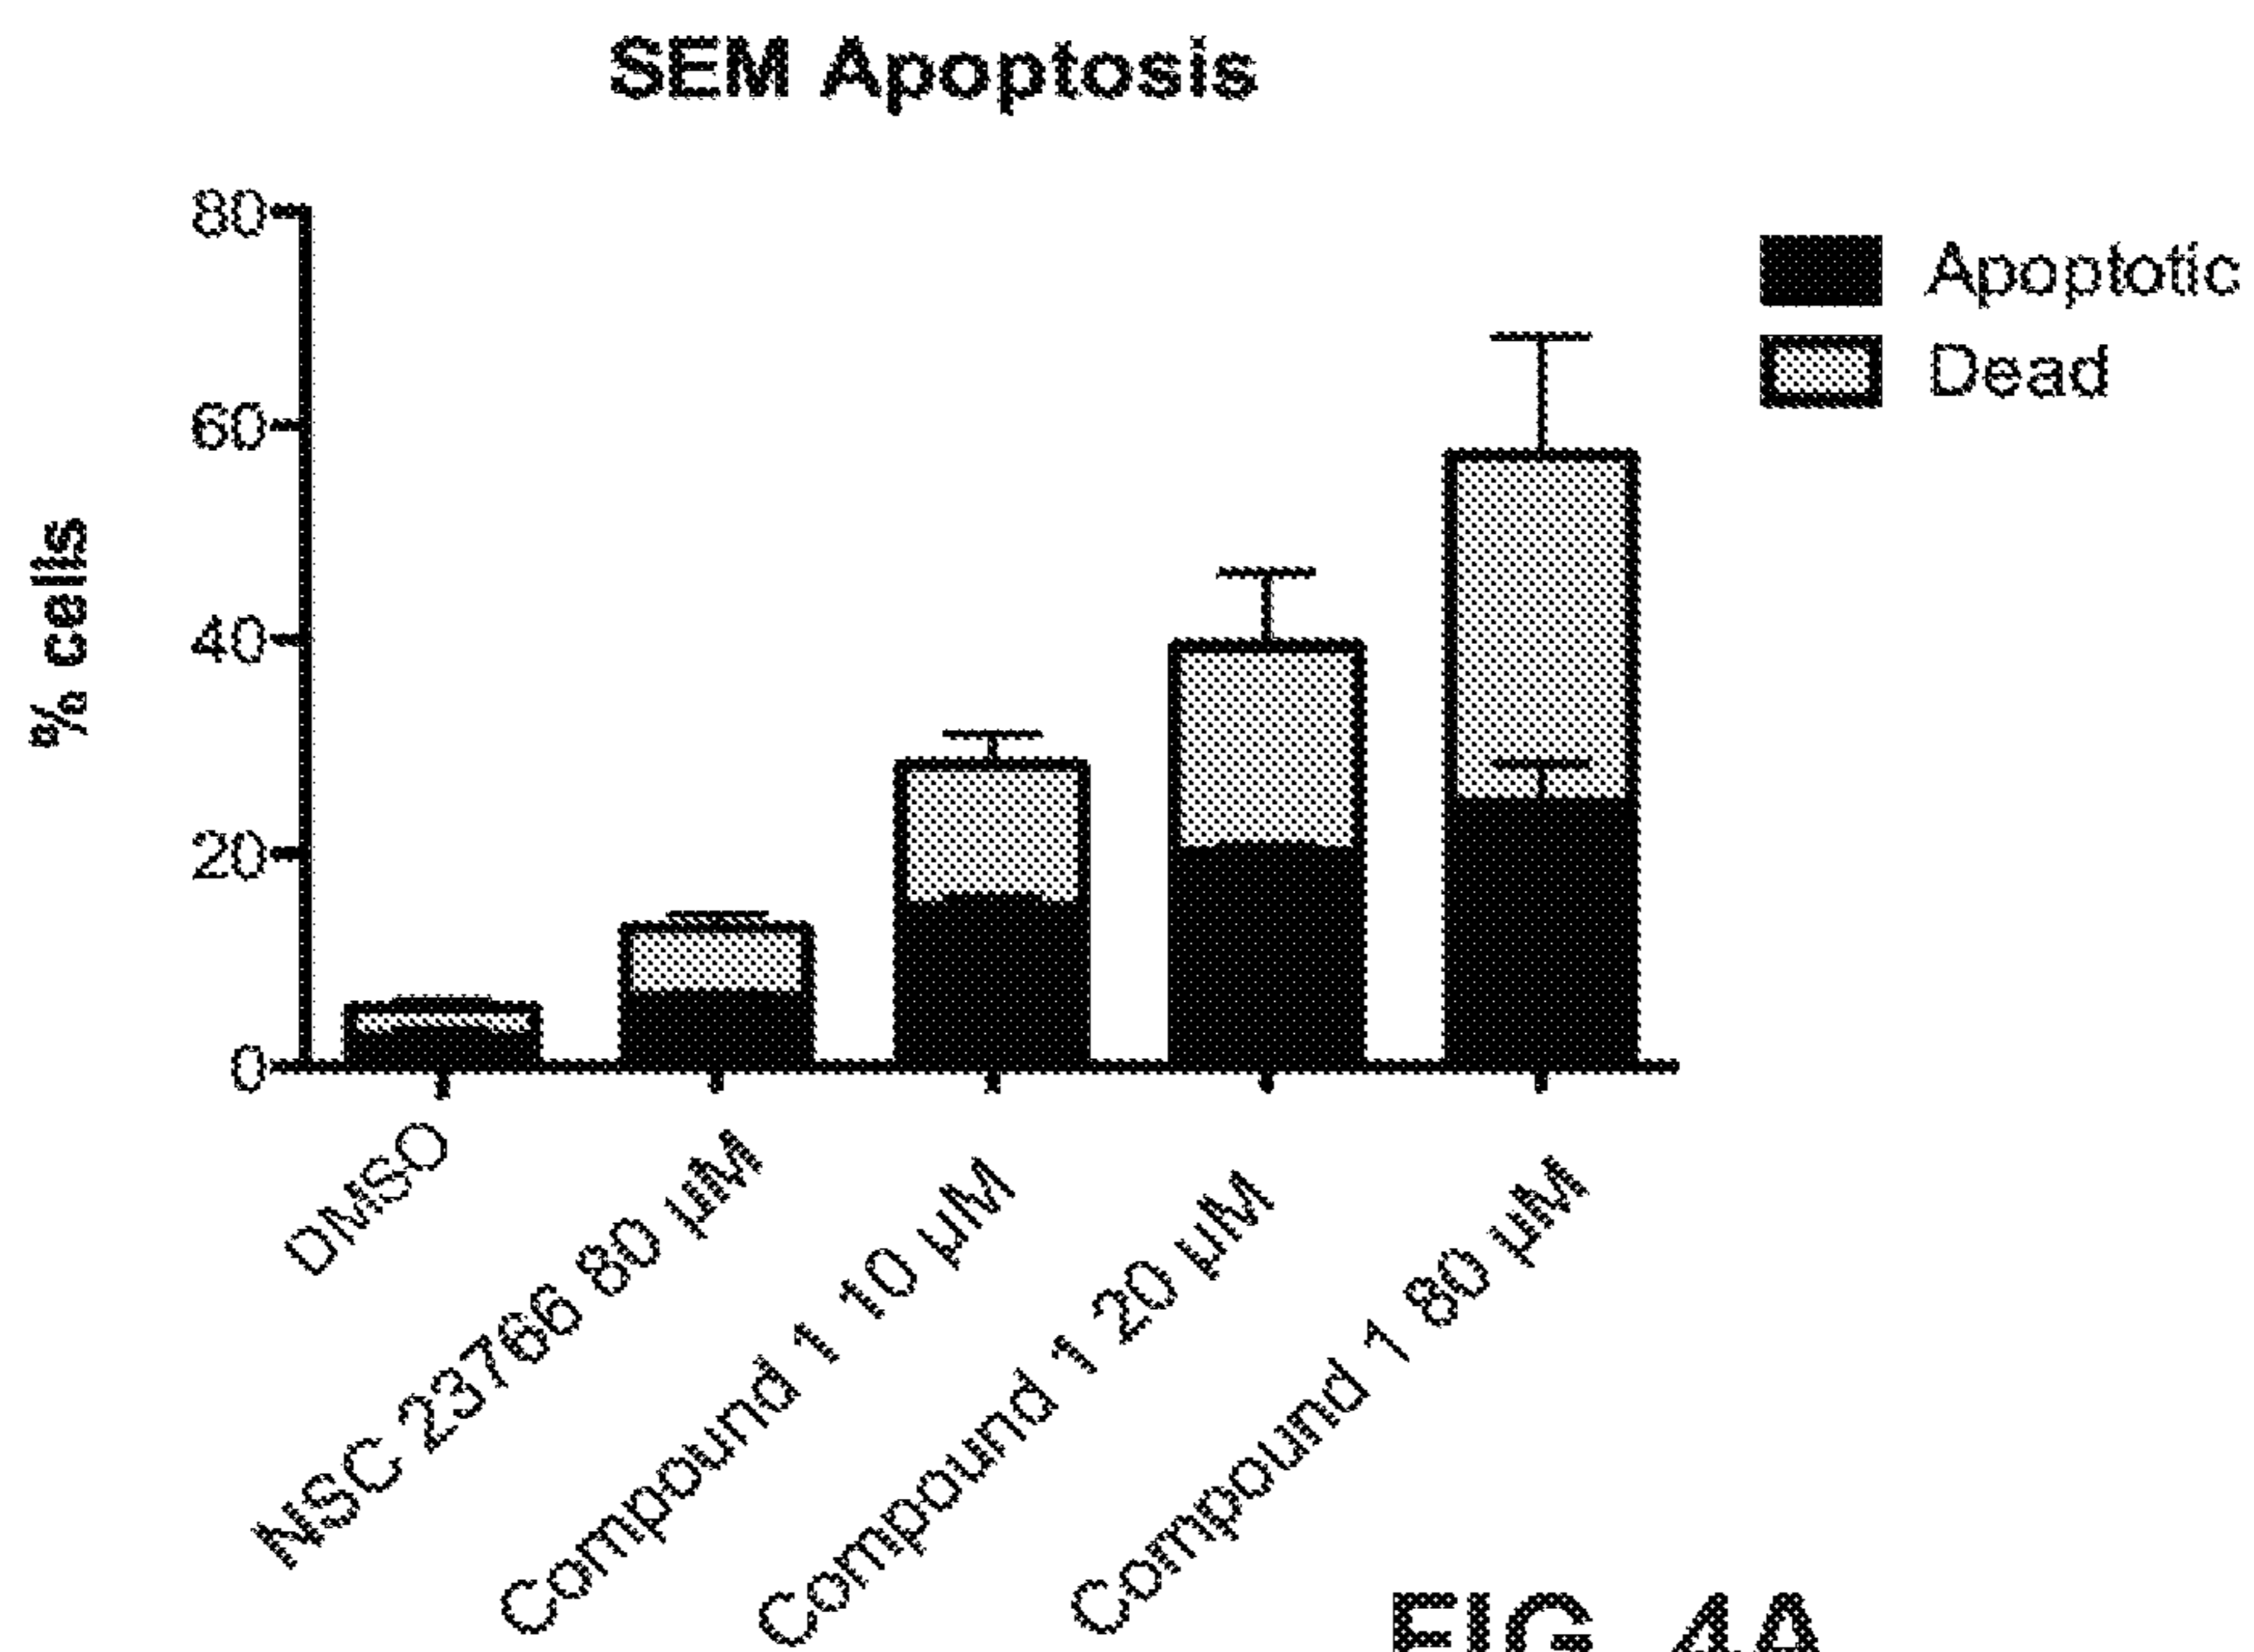 SEM Apoptosis
80
60
40
20
0
% cells
Apoptotic
Dead
DMSO
NSC 23766 80 µM
Compound 1 10 µM
Compound 1 20 µM
Compound 1 80 µM
FIG. 4A